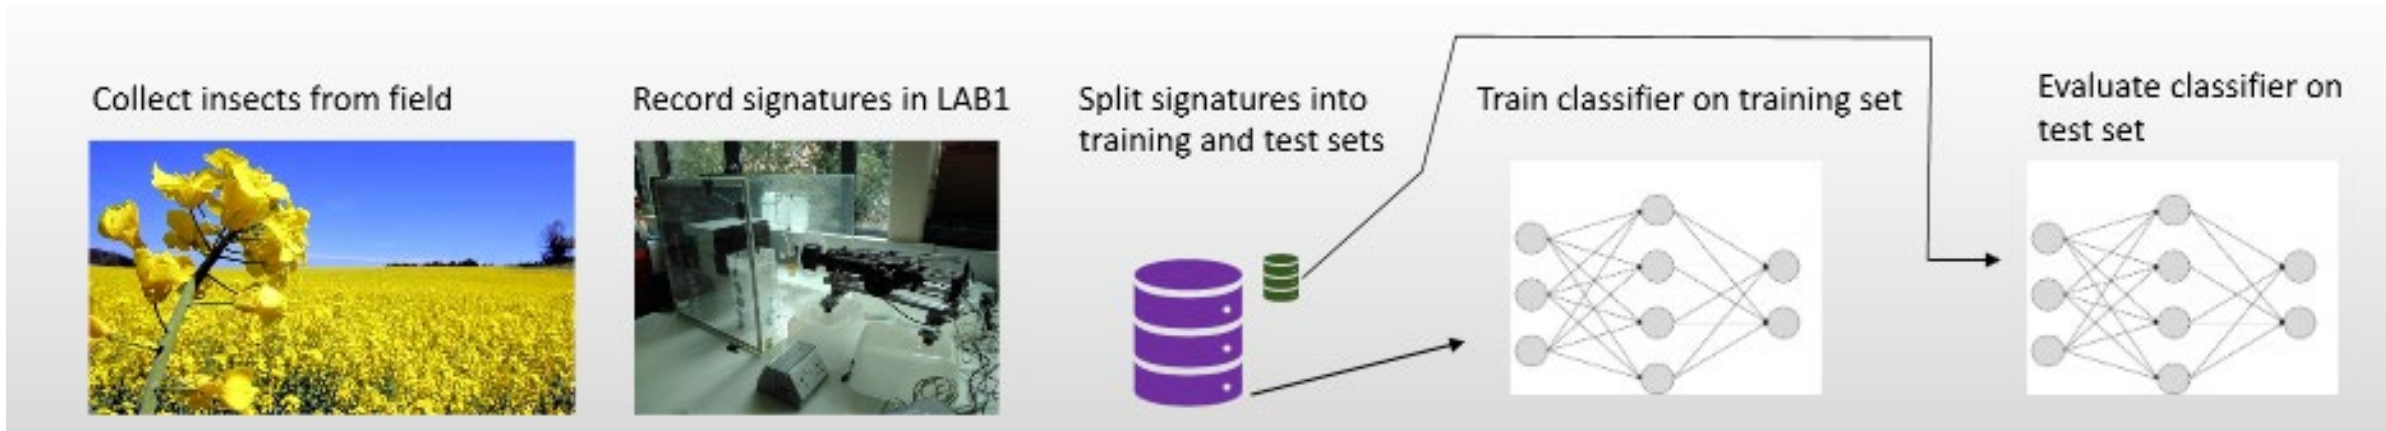 Collect insects from field
Record signatures in LAB1
Split signatures into
training and test sets
Train classifier on training set
Evaluate classifier on
test set